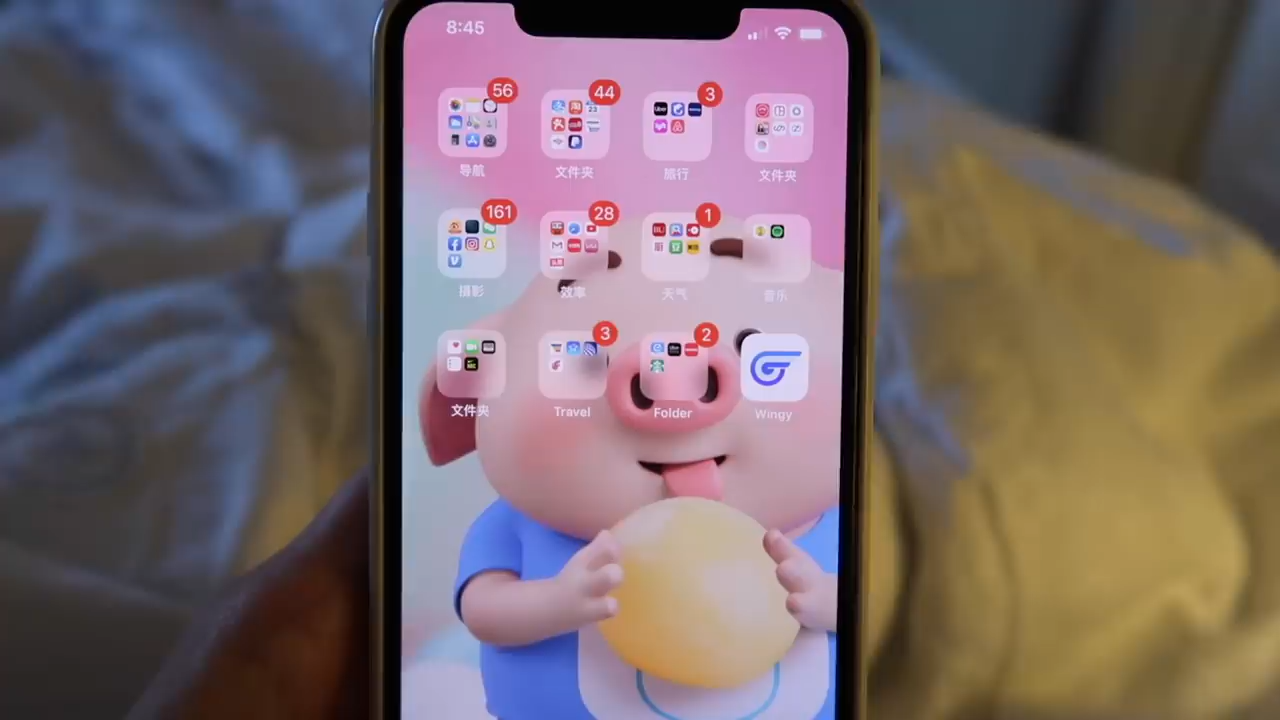 8:45
56
44
3
导航
文件夹
旅行
文件夹
161
28
1
摄影
效率
天气
音乐
3
2
文件夹
Travel
Folder
Wingy